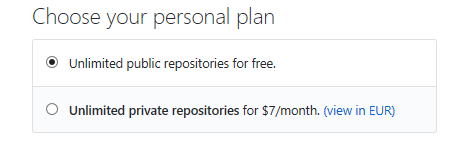 Choose your personal plan
Unlimited public repositories for free.
Unlimited private repositories for $7/month. (view in EUR)